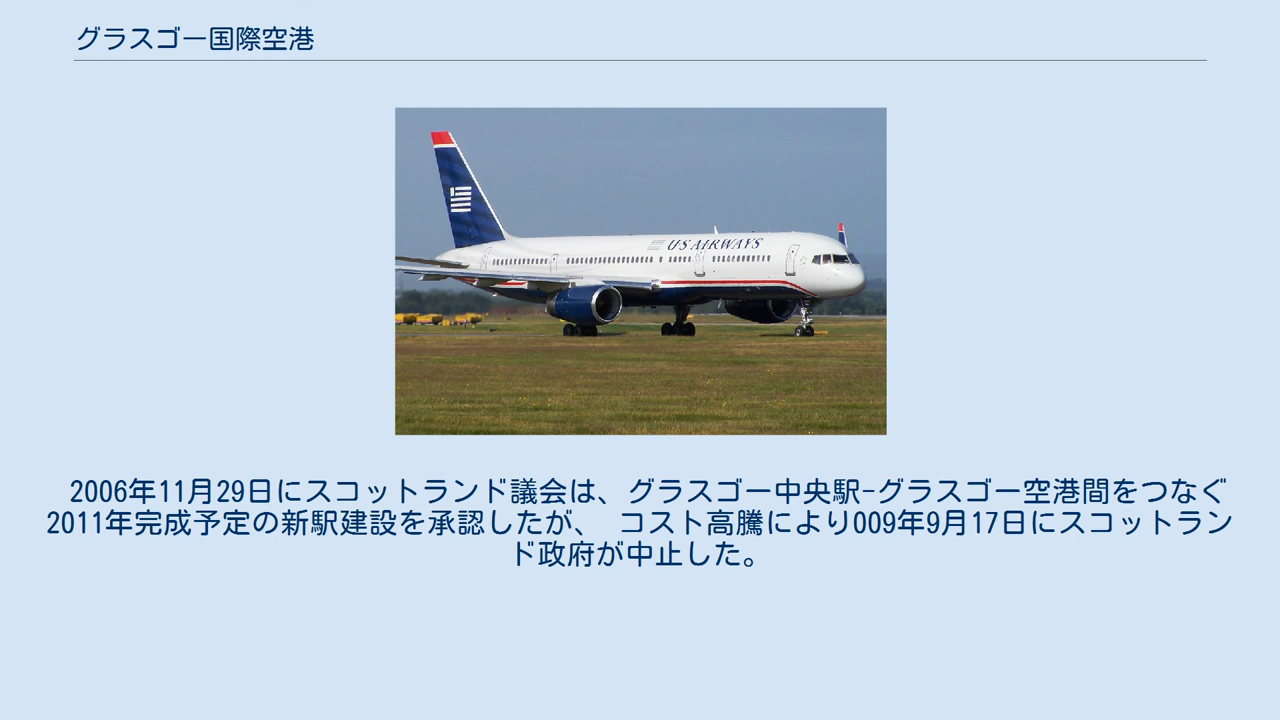 グラスゴー国際空港
US AIRWAYS
2006年11月29日にスコットランド議会は、グラスゴー中央駅-グラスゴー空港間をつなぐ
2011年完成予定の新駅建設を承認したが、 コスト高騰により009年9月17日にスコットラン
ド政府が中止した。